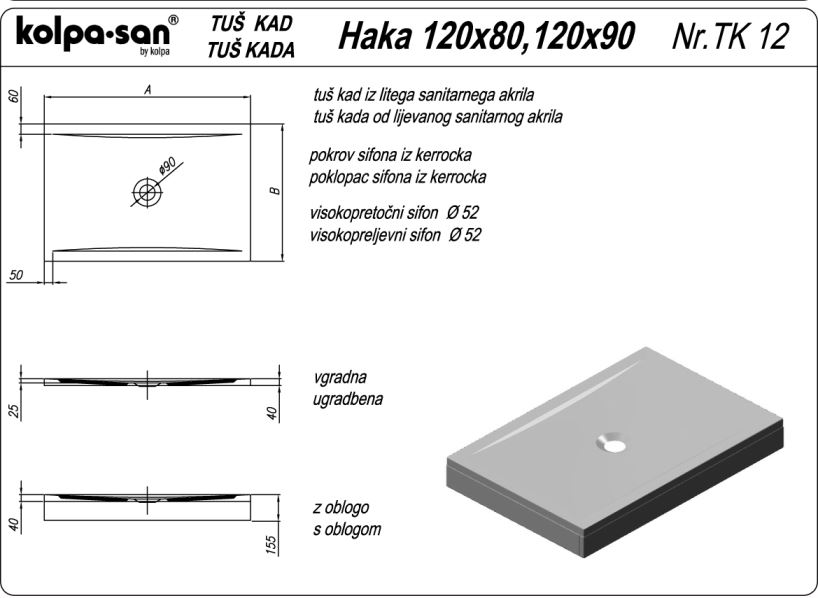 kolpa-san®
by kolpa
TUŠ KAD
TUŠ KADA
Haka 120x80,120x90
Nr.TK 12
60
A
ø90
B
50
tuš kad iz litega sanitarnega akrila
tuš kada od lijevanog sanitarnog akrila
pokrov sifona iz kerrocka
poklopac sifona iz kerrocka
visokopretočni sifon Ø 52
visokopreljevni sifon Ø 52
25
40
vgradna
ugradbena
40
155
z oblogo
s oblogom